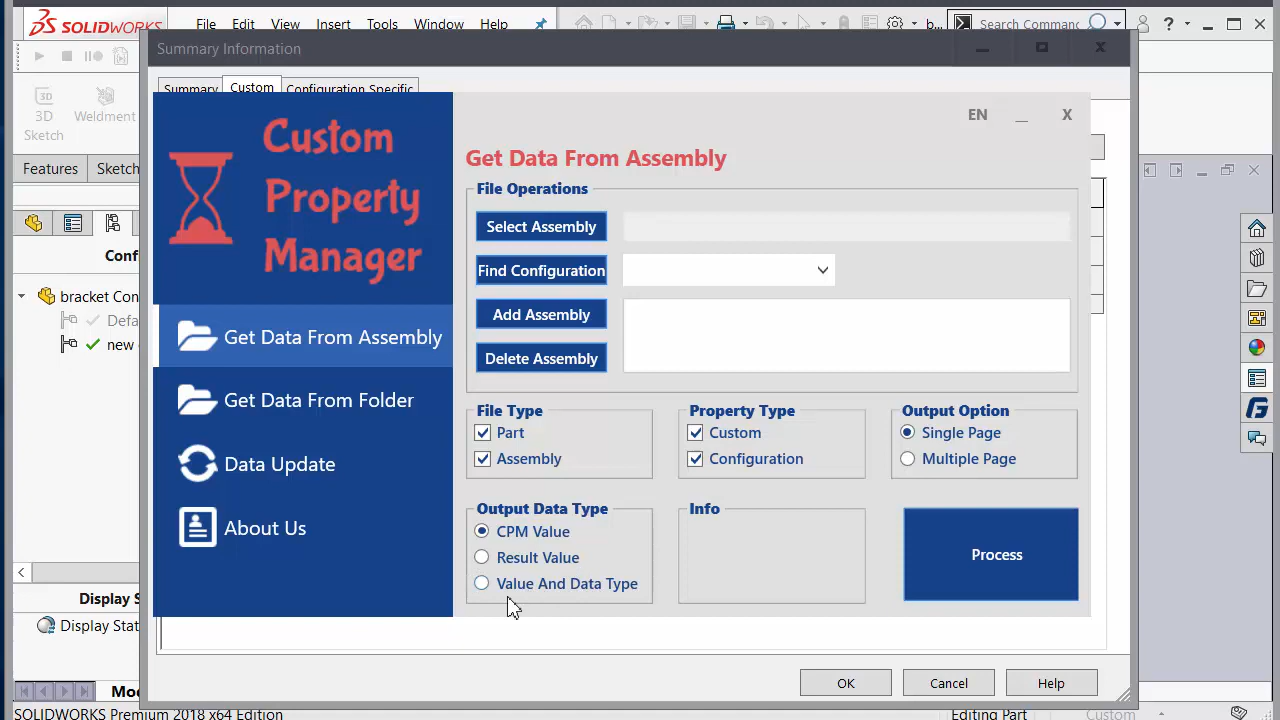 SOLIDWORKS
File Edit View Insert Tools Window Help
b...
Search Comman
?
Summary Information
3D
Sketch
Weldment
Features
Sketch
Summary
Custom
Configuration Specific
Conf
bracket Con
Defa
new
Display S
Display Stat
Mo
SOLIDWORKS Premium 2018 x64 Edition
Custom
Property
Manager
Get Data From Assembly
Get Data From Folder
Data Update
About Us
EN _ X
Get Data From Assembly
File Operations
Select Assembly
Find Configuration
Add Assembly
Delete Assembly
File Type
Part
Assembly
Property Type
Custom
Configuration
Output Option
Single Page
Multiple Page
Output Data Type
CPM Value
Result Value
Value And Data Type
Info
Process
OK
Cancel
Help
Editing Part
Custom